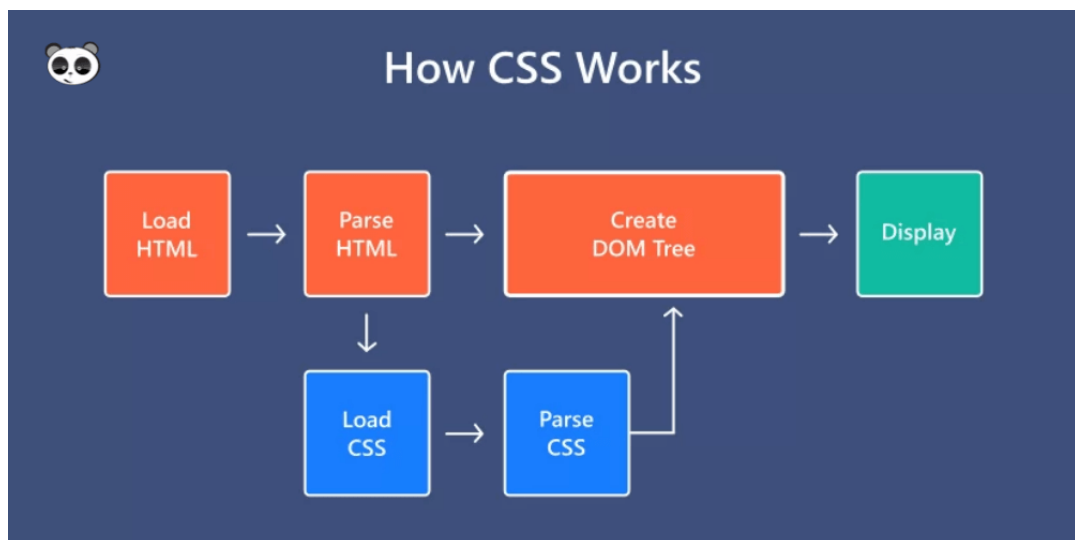 How CSS Works
Load
HTML
Parse
HTML
Create
DOM Tree
Display
Load
CSS
Parse
CSS